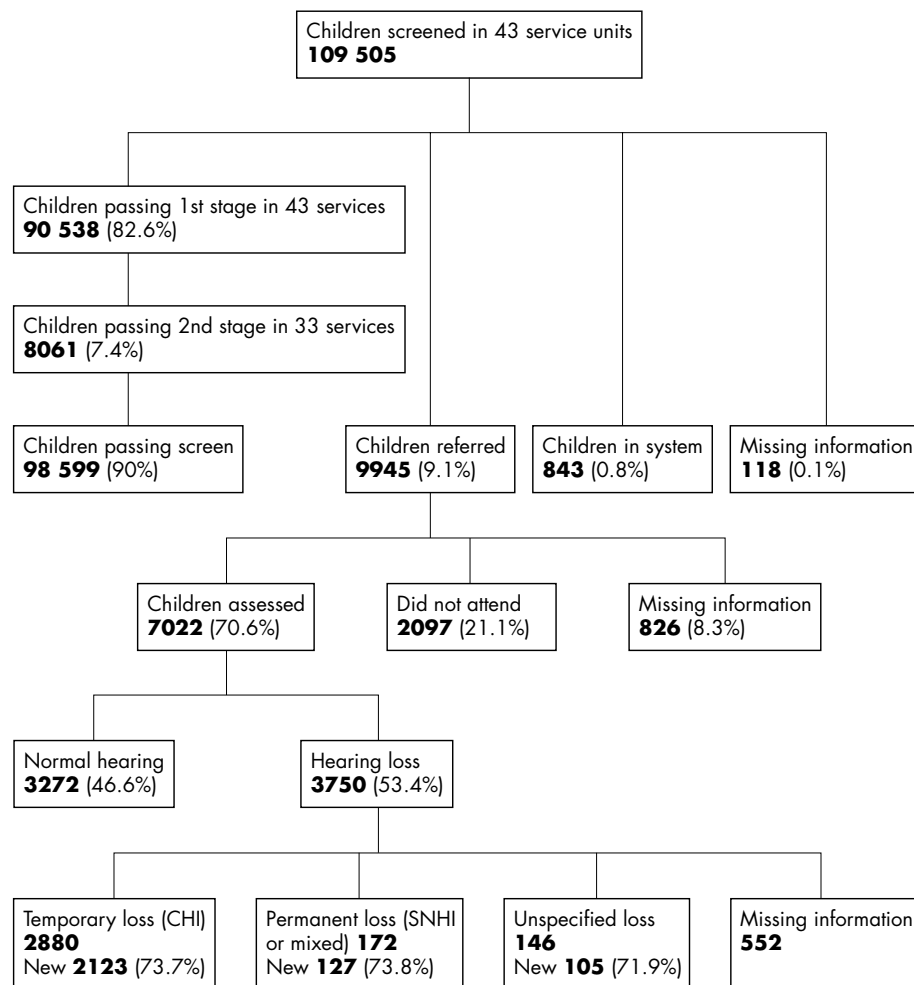 Children screened in 43 service units
109 505
Children passing 1st stage in 43 services
90 538 (82.6%)
Children passing 2nd stage in 33 services
8061 (7.4%)
Children passing screen
98 599 (90%)
Children referred
9945 (9.1%)
Children in system
843 (0.8%)
Missing information
118 (0.1%)
Children assessed
7022 (70.6%)
Did not attend
2097 (21.1%)
Missing information
826 (8.3%)
Normal hearing
3272 (46.6%)
Hearing loss
3750 (53.4%)
Temporary loss (CHI)
2880
New 2123 (73.7%)
Permanent loss (SNHI
or mixed) 172
New 127 (73.8%)
Unspecified loss
146
New 105 (71.9%)
Missing information
552